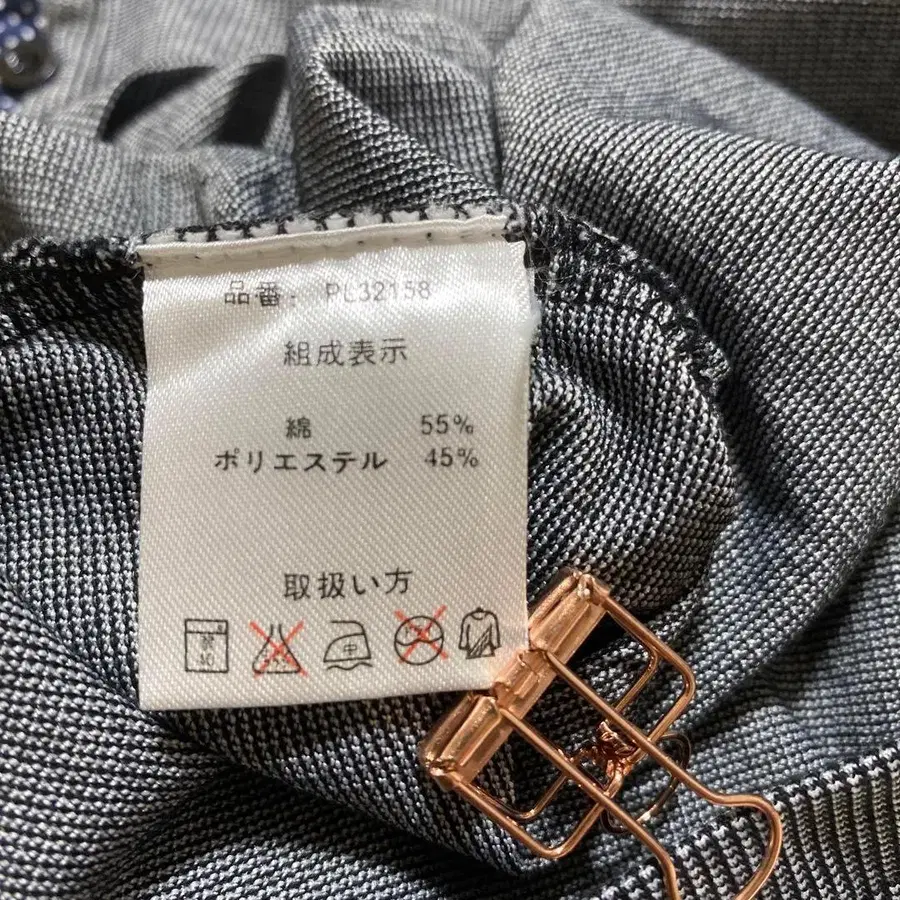 品番： PL32158
組成表示
綿 55%
ポリエステル 45%
取扱い方
中